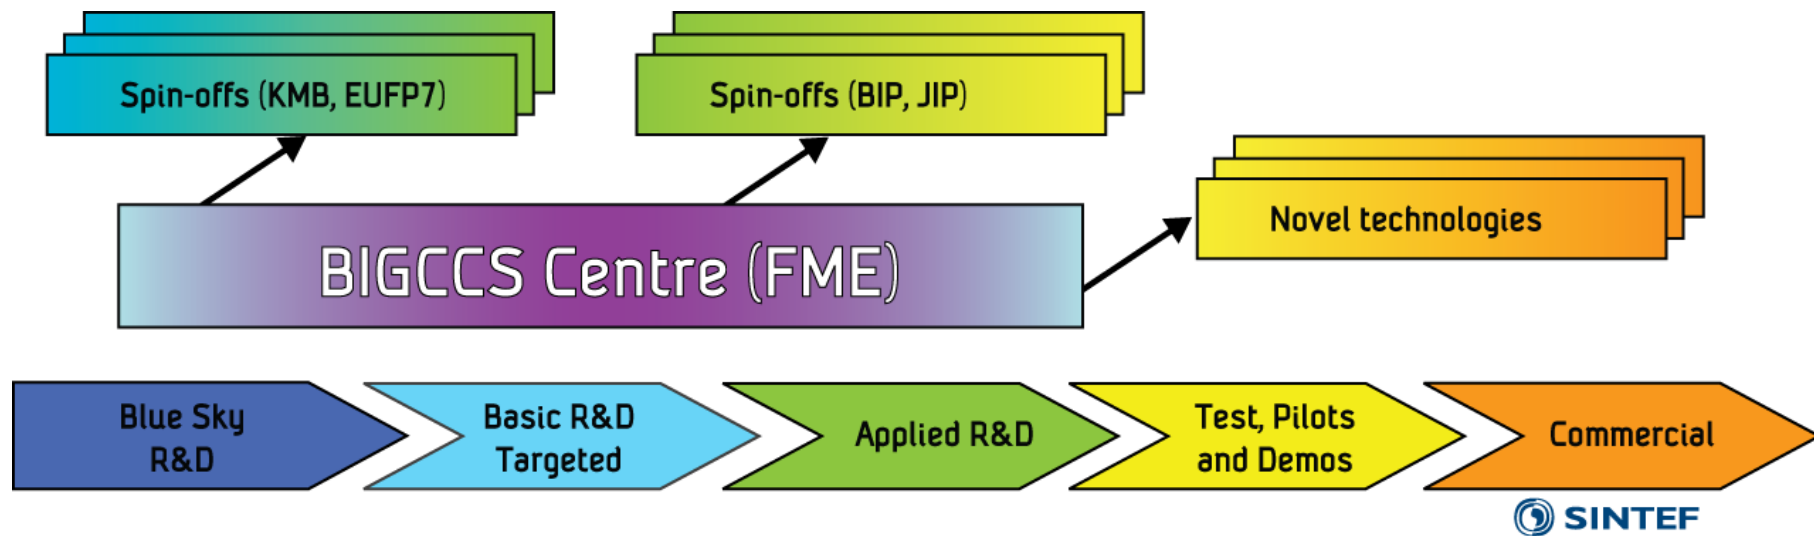 Spin-offs (KMB, EUFP7)
Spin-offs (BIP, JIP)
Novel technologies
BIGCCS Centre (FME)
Blue Sky
R&D
Basic R&D
Targeted
Applied R&D
Test, Pilots
and Demos
Commercial
SINTEF